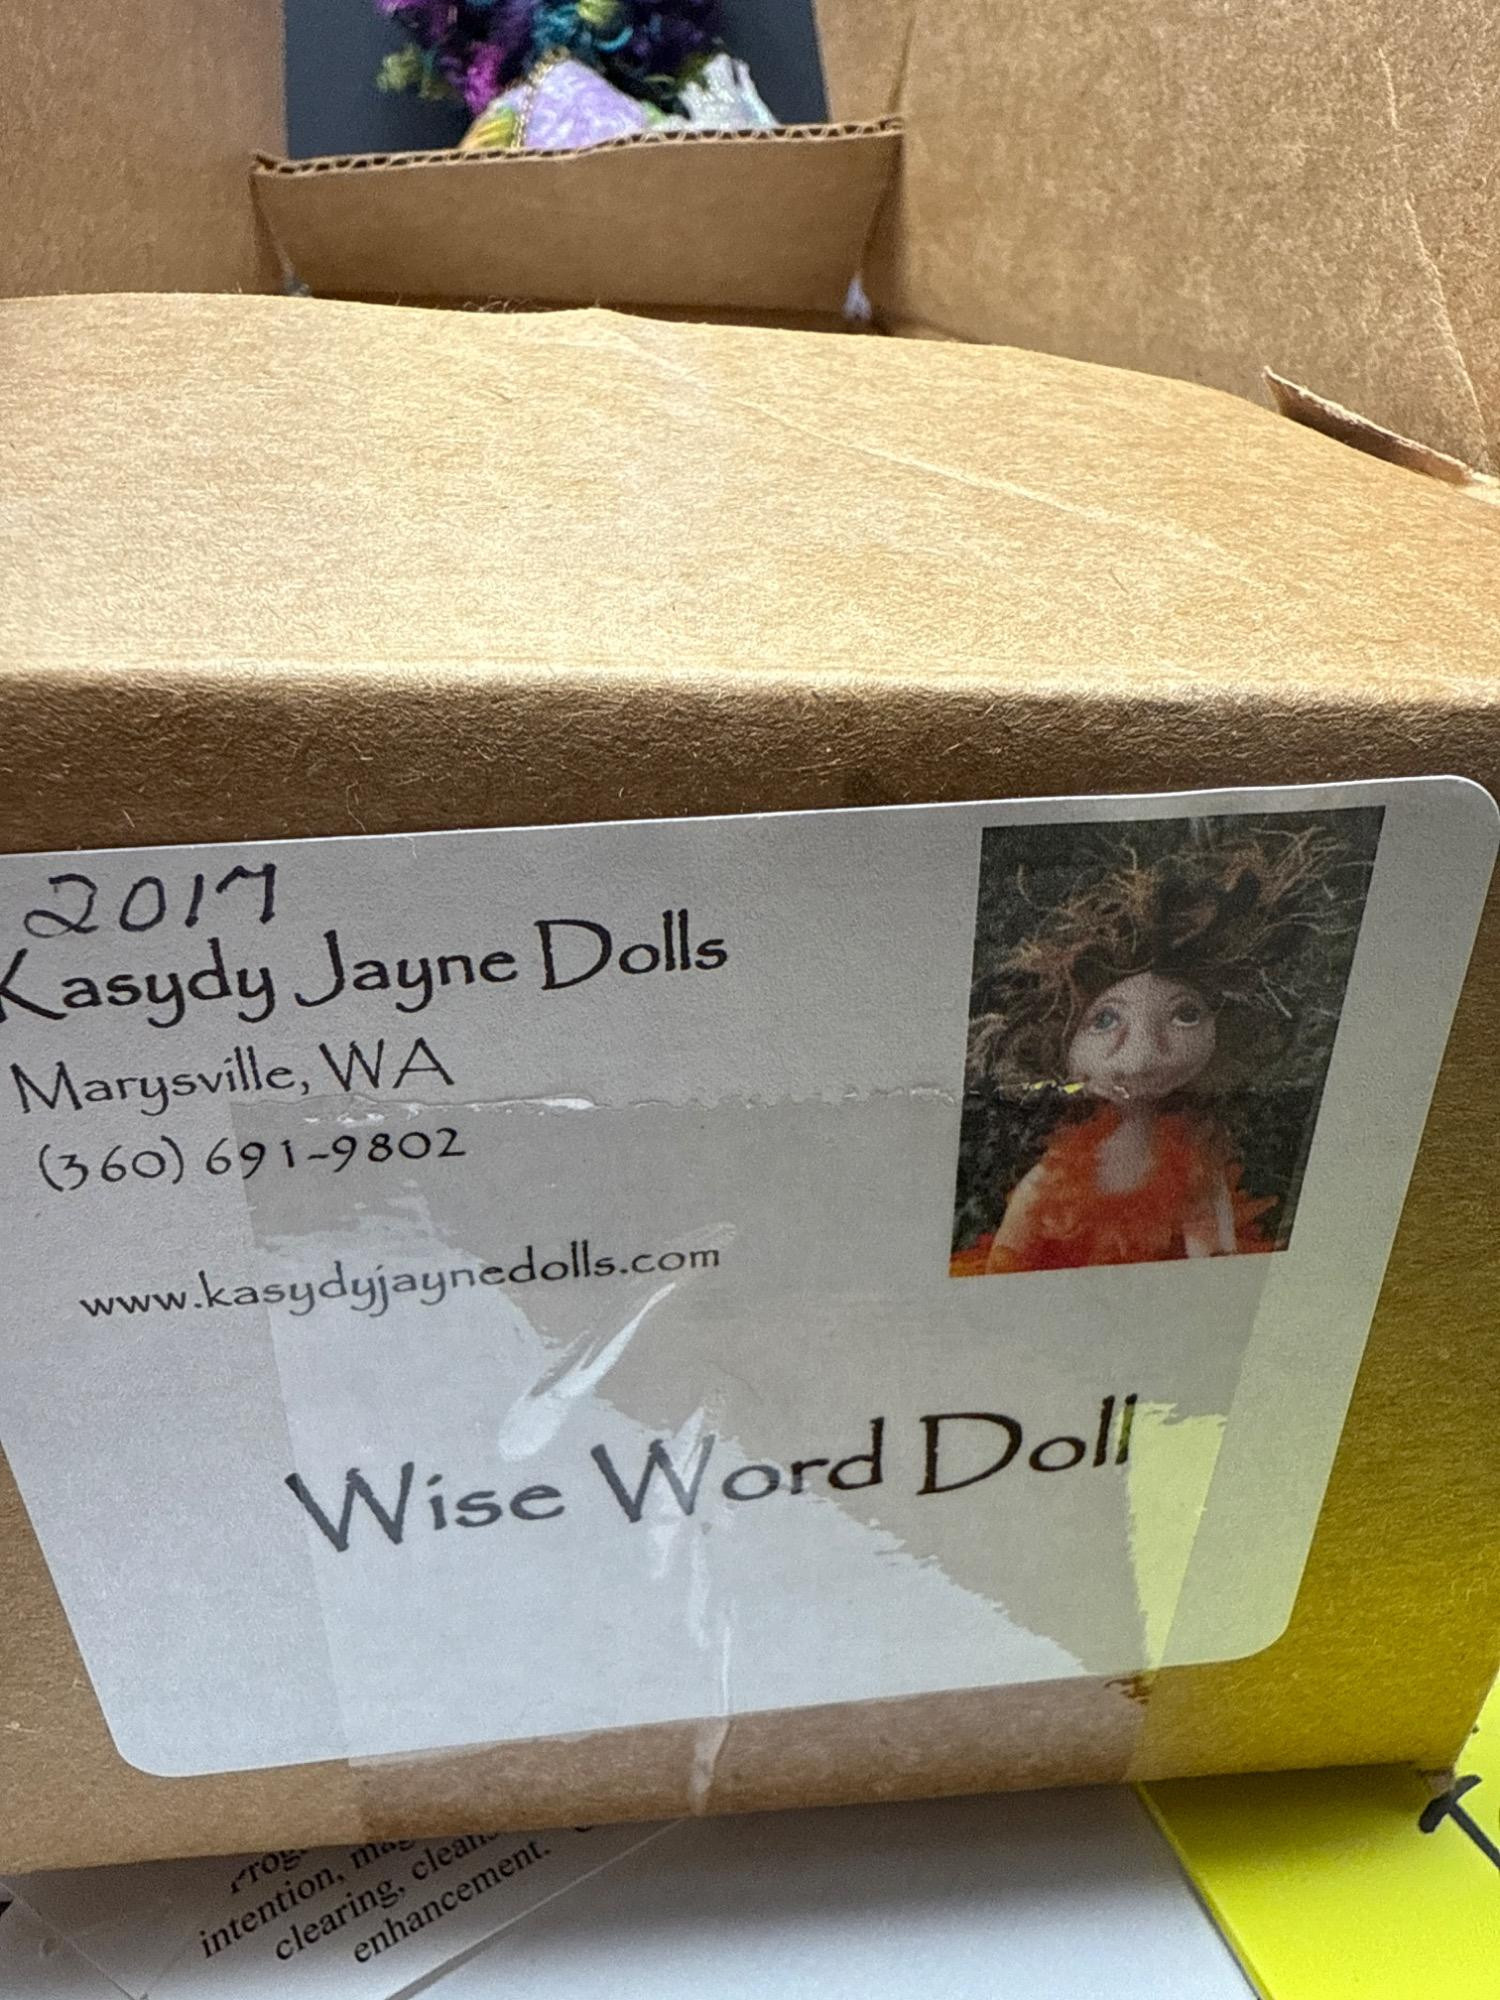 2017
Kasydy Jayne Dolls
Marysville, WA
(360) 691-9802
www.kasydyjaynedolls.com
Wise Word Doll
intention,
clearing,
enhancement.